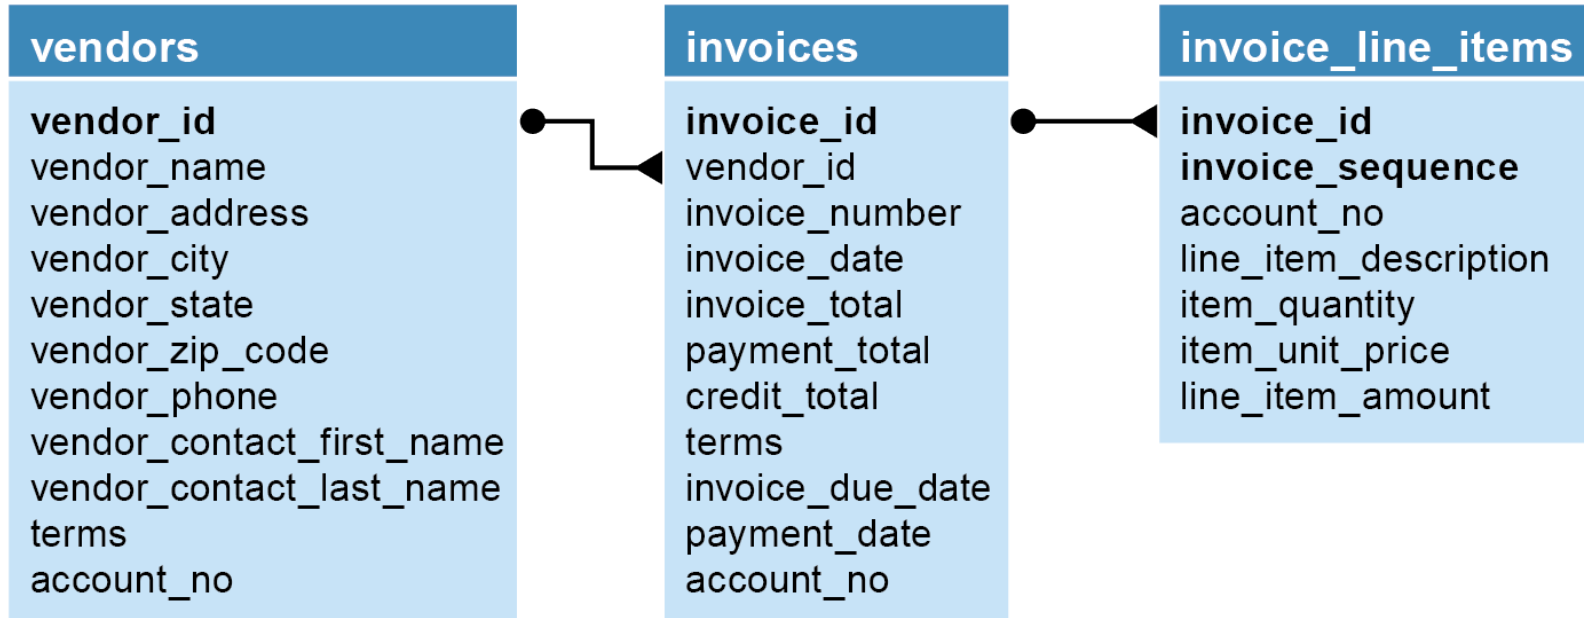 vendors
vendor_id
vendor_name
vendor_address
vendor_city
vendor_state
vendor_zip_code
vendor_phone
vendor_contact_first_name
vendor_contact_last_name
terms
account_no
invoices
invoice_id
vendor_id
invoice_number
invoice_date
invoice_total
payment_total
credit_total
terms
invoice_due_date
payment_date
account_no
invoice_line_items
invoice_id
invoice_sequence
account_no
line_item_description
item_quantity
item_unit_price
line_item_amount